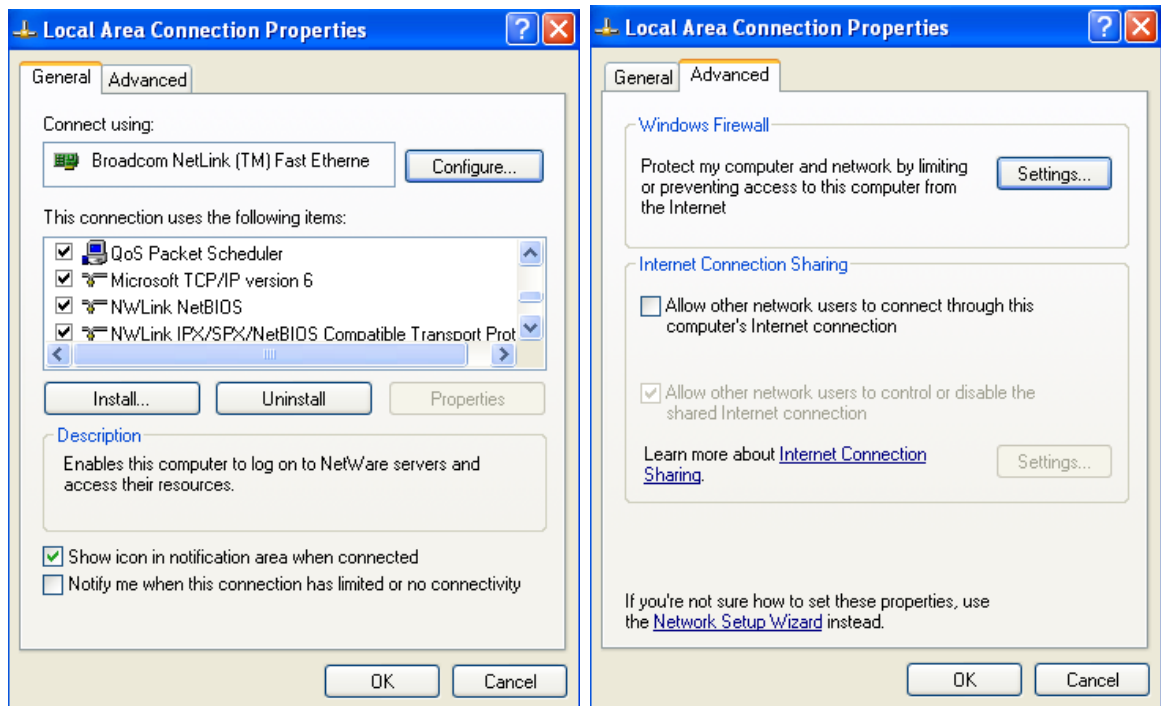 Local Area Connection Properties
General
Advanced
Connect using:
Broadcom NetLink (TM) Fast Etherne
Configure...
This connection uses the following items:
QoS Packet Scheduler
Microsoft TCP/IP version 6
NWLink NetBIOS
NWLink IPX/SPX/NetBIOS Compatible Transport Prot
Install...
Uninstall
Properties
Description
Enables this computer to log on to NetWare servers and
access their resources.
Show icon in notification area when connected
Notify me when this connection has limited or no connectivity
OK
Cancel
Local Area Connection Properties
General
Advanced
Windows Firewall
Protect my computer and network by limiting
or preventing access to this computer from
the Internet
Settings...
Internet Connection Sharing
Allow other network users to connect through this
computer's Internet connection
Allow other network users to control or disable the
shared Internet connection
Learn more about Internet Connection
Sharing.
Settings...
If you're not sure how to set these properties, use
the Network Setup Wizard instead.
OK
Cancel